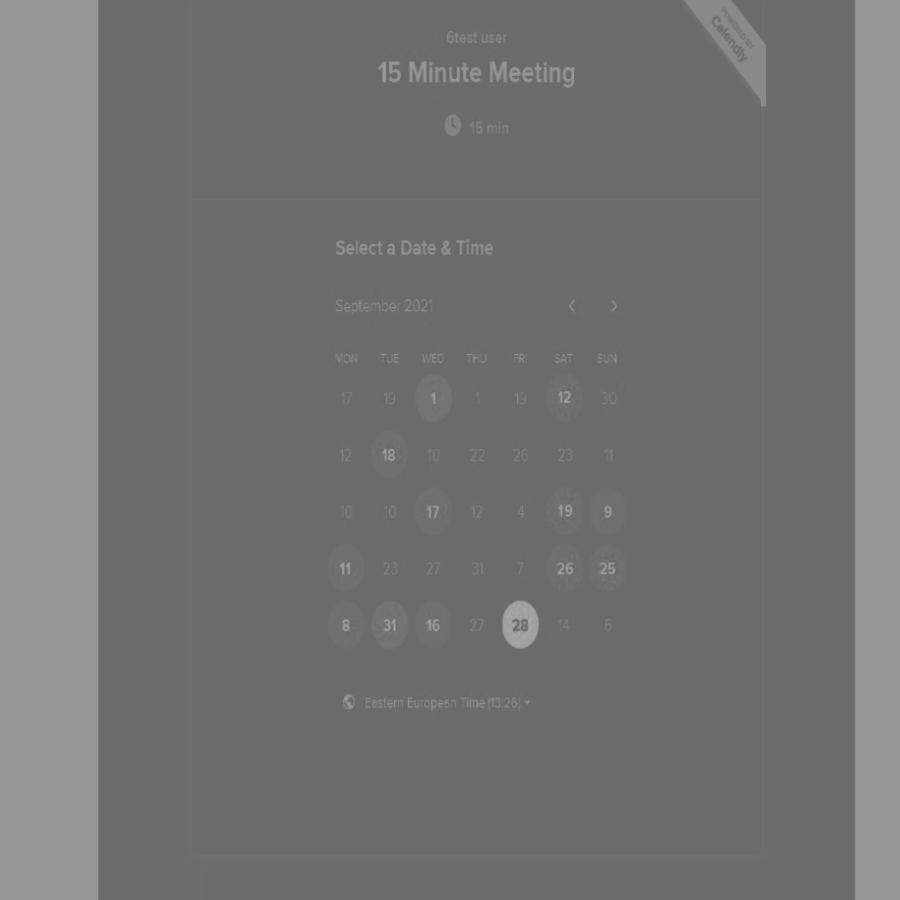 POWERED BY
Calendly
6test user
15 Minute Meeting
15 min
Select a Date & Time
September 2021
MON TUE WED THU FRI SAT SUN
17 19 1 1 19 12 30
12 18 10 22 26 23 11
10 10 17 12 4 19 9
11 23 27 31 7 26 25
8 31 16 27 28 14 6
Eastern European Time (13:26)